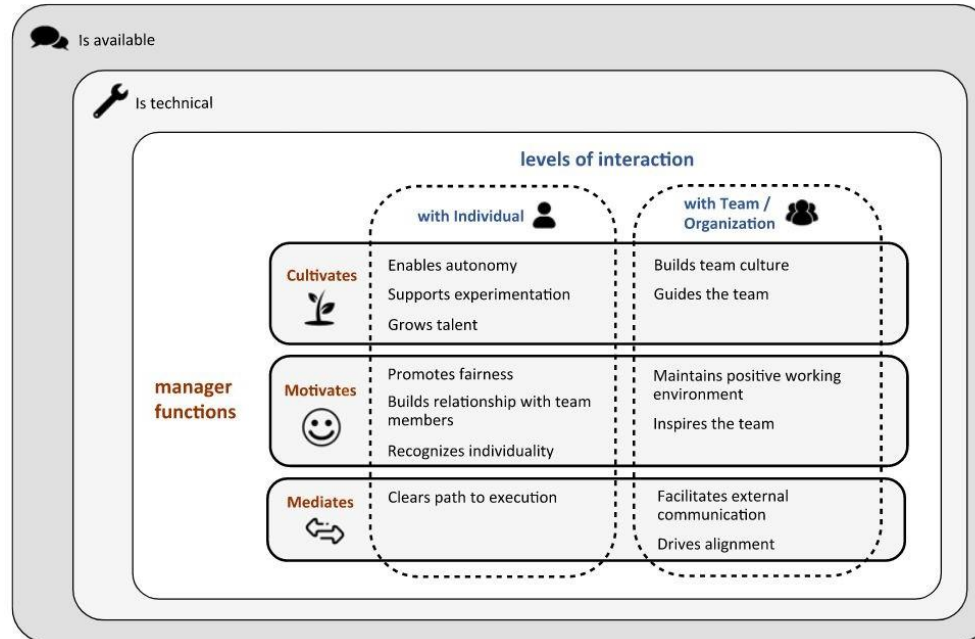 Is available
Is technical
levels of interaction
with Individual
with Team /
Organization
Cultivates
Enables autonomy
Supports experimentation
Grows talent
Builds team culture
Guides the team
manager
functions
Motivates
Promotes fairness
Builds relationship with team
members
Recognizes individuality
Maintains positive working
environment
Inspires the team
Mediates
Clears path to execution
Facilitates external
communication
Drives alignment